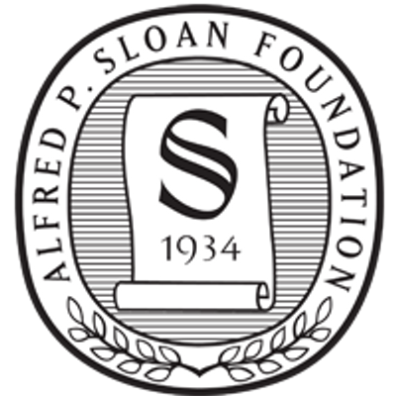 ALFRED P. SLOAN FOUNDATION
S
1934